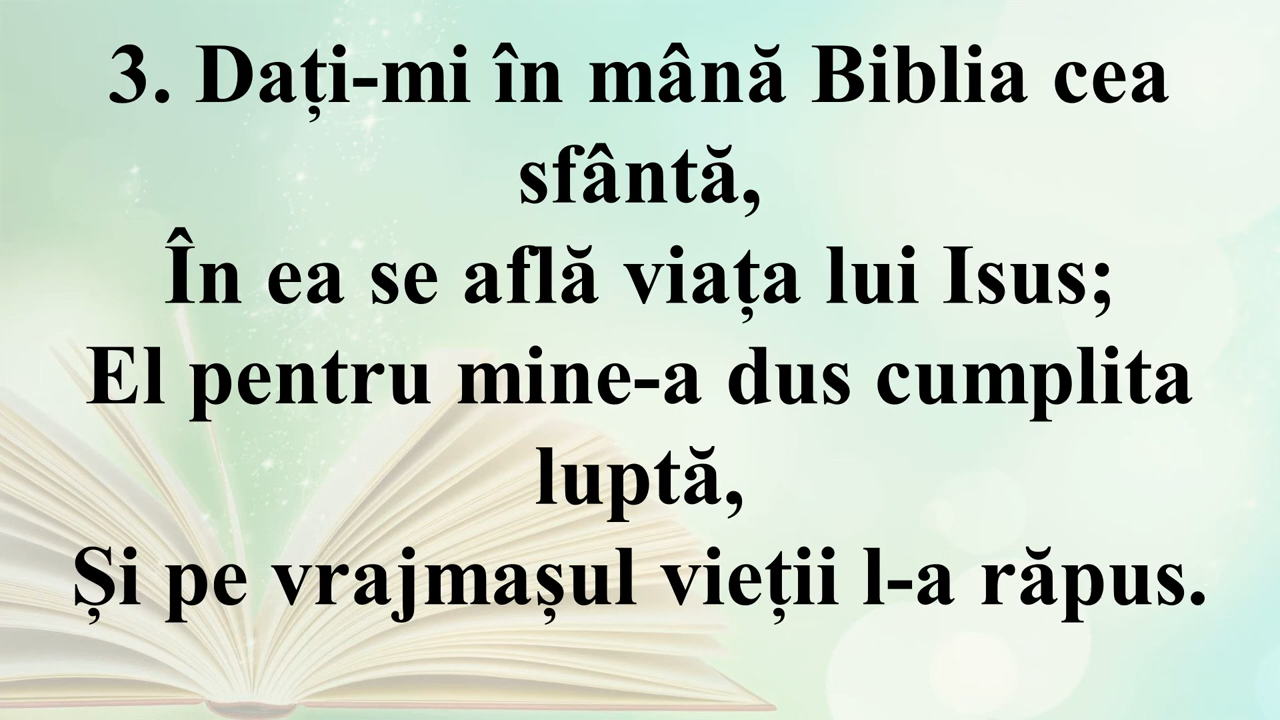 3. Dați-mi în mână Biblia cea
sfântă,
În ea se află viața lui Isus;
El pentru mine-a dus cumplita
luptă,
Și pe vrajmașul vieții l-a răpus.